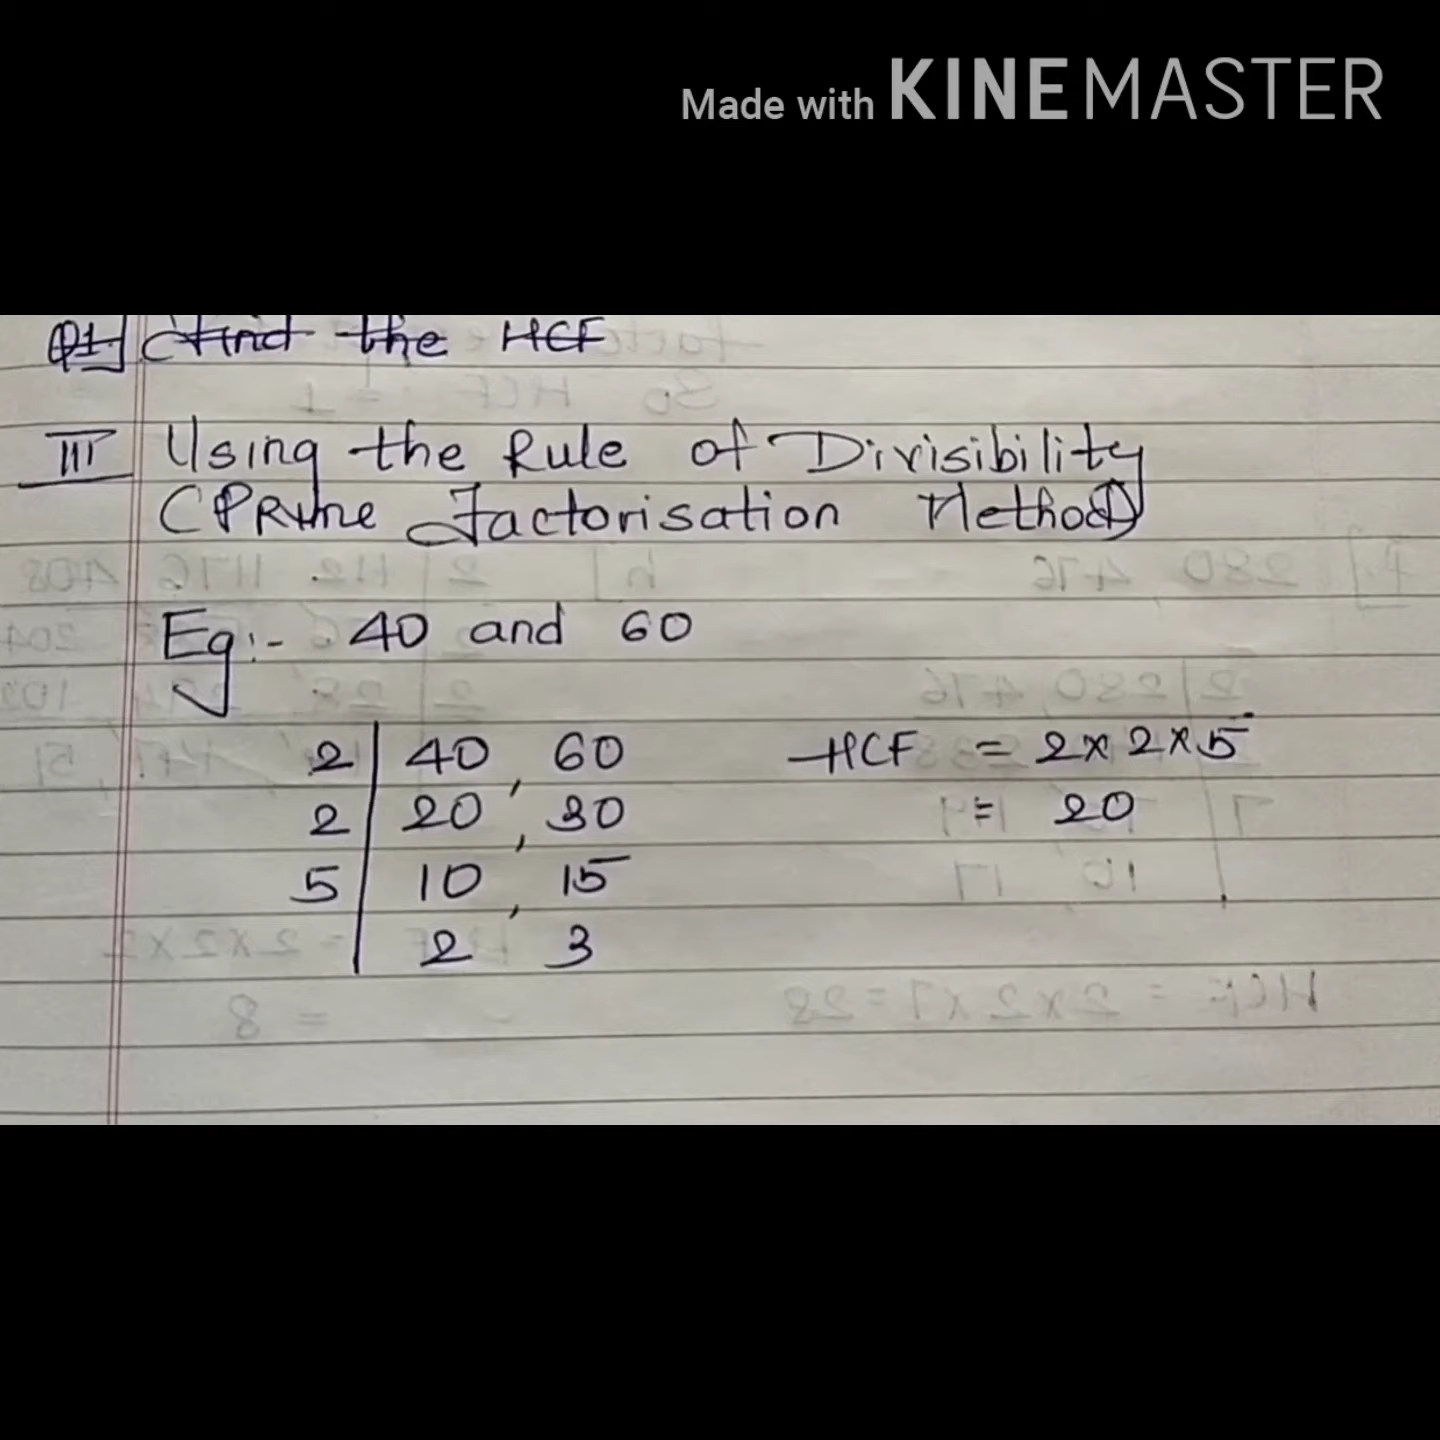 Made with KINEMASTER
Q1] Find the HCF
III Using the Rule of Divisibility
(Prime Factorisation Method)
Eg:- 40 and 60
2 | 40, 60
2 | 20, 30
5 | 10, 15
2 3
HCF = 2 x 2 x 5
= 20